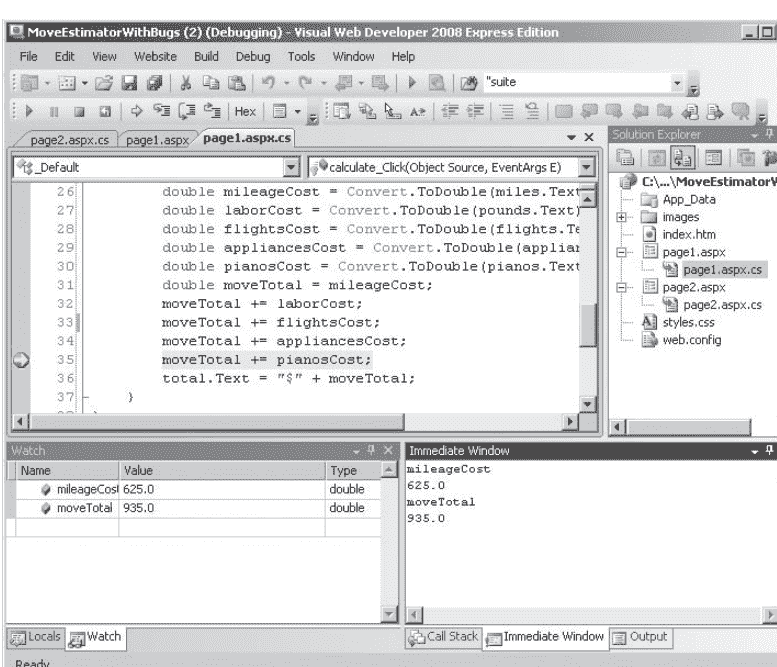 MoveEstimatorWithBugs (2) (Debugging) - Visual Web Developer 2008 Express Edition
File Edit View Website Build Debug Tools Window Help
"suite
Hex
page2.aspx.cs page1.aspx page1.aspx.cs
_Default calculate_Click(Object Source, EventArgs E)
26 double mileageCost = Convert.ToDouble(miles.Text
27 double laborCost = Convert.ToDouble(pounds.Text)
28 double flightsCost = Convert.ToDouble(flights.Te
29 double appliancesCost = Convert.ToDouble(applian
30 double pianosCost = Convert.ToDouble(pianos.Text
31 double moveTotal = mileageCost;
32 moveTotal += laborCost;
33 moveTotal += flightsCost;
34 moveTotal += appliancesCost;
35 moveTotal += pianosCost;
36 total.Text = "$" + moveTotal;
37 }
Solution Explorer
C:\...\MoveEstimatorW
App_Data
images
index.htm
page1.aspx
page1.aspx.cs
page2.aspx
page2.aspx.cs
styles.css
web.config
Watch
Name Value Type
mileageCost 625.0 double
moveTotal 935.0 double
Locals Watch
Immediate Window
mileageCost
625.0
moveTotal
935.0
Call Stack Immediate Window Output
Ready